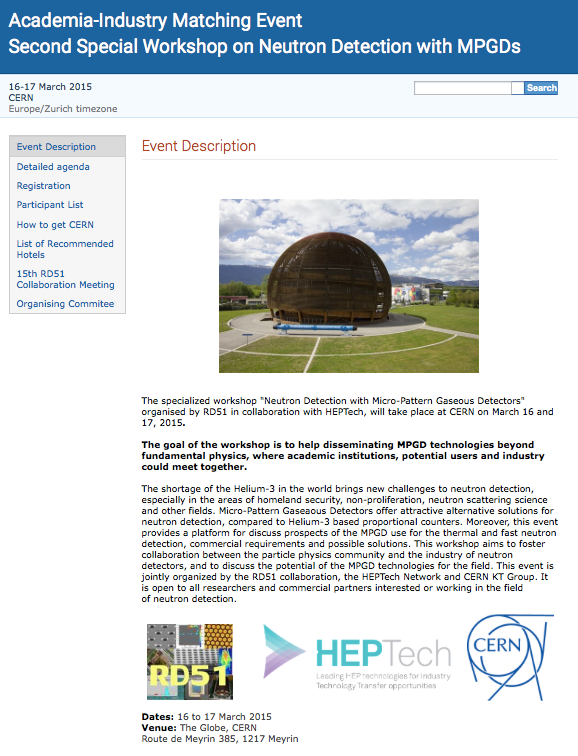 Academia-Industry Matching Event
Second Special Workshop on Neutron Detection with MPGDs
16-17 March 2015
CERN
Europe/Zurich timezone
Search
Event Description
Detailed agenda
Registration
Participant List
How to get CERN
List of Recommended
Hotels
15th RD51
Collaboration Meeting
Organising Commitee
Event Description
The specialized workshop "Neutron Detection with Micro-Pattern Gaseous Detectors"
organised by RD51 in collaboration with HEPTech, will take place at CERN on March 16 and
17, 2015.
The goal of the workshop is to help disseminating MPGD technologies beyond
fundamental physics, where academic institutions, potential users and industry
could meet together.
The shortage of the Helium-3 in the world brings new challenges to neutron detection,
especially in the areas of homeland security, non-proliferation, neutron scattering science
and other fields. Micro-Pattern Gaseaous Detectors offer attractive alternative solutions for
neutron detection, compared to Helium-3 based proportional counters. Moreover, this event
provides a platform for discuss prospects of the MPGD use for the thermal and fast neutron
detection, commercial requirements and possible solutions. This workshop aims to foster
collaboration between the particle physics community and the industry of neutron
detectors, and to discuss the potential of the MPGD technologies for the field. This event is
jointly organized by the RD51 collaboration, the HEPTech Network and CERN KT Group. It
is open to all researchers and commercial partners interested or working in the field
of neutron detection.
RD51
HEPTech
Leading HEP technologies for industry
Technology Transfer opportunities
CERN
Dates: 16 to 17 March 2015
Venue: The Globe, CERN
Route de Meyrin 385, 1217 Meyrin